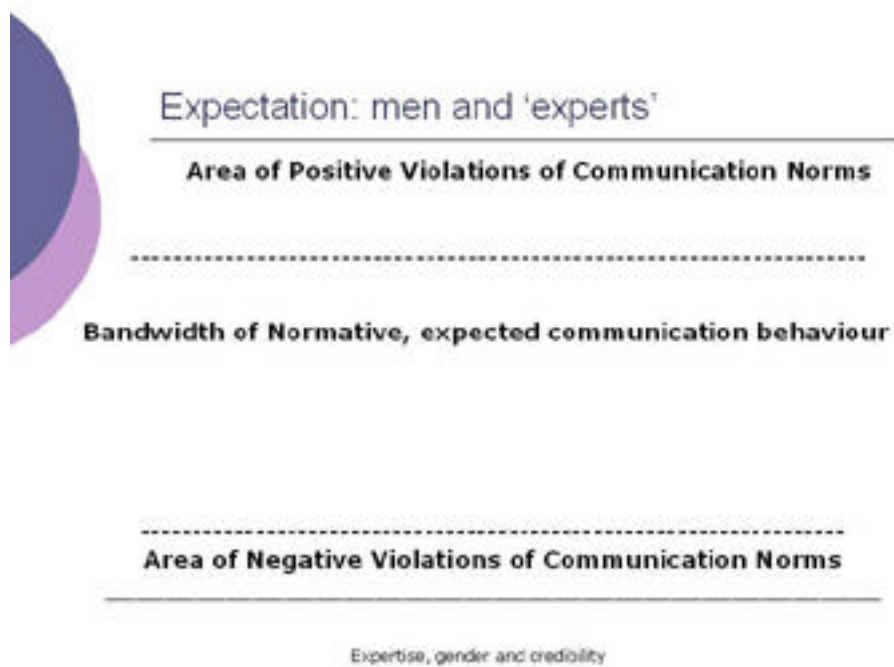 Expectation: men and 'experts'
Area of Positive Violations of Communication Norms
Bandwidth of Normative, expected communication behaviour
Area of Negative Violations of Communication Norms
Expertise, gender and credibility